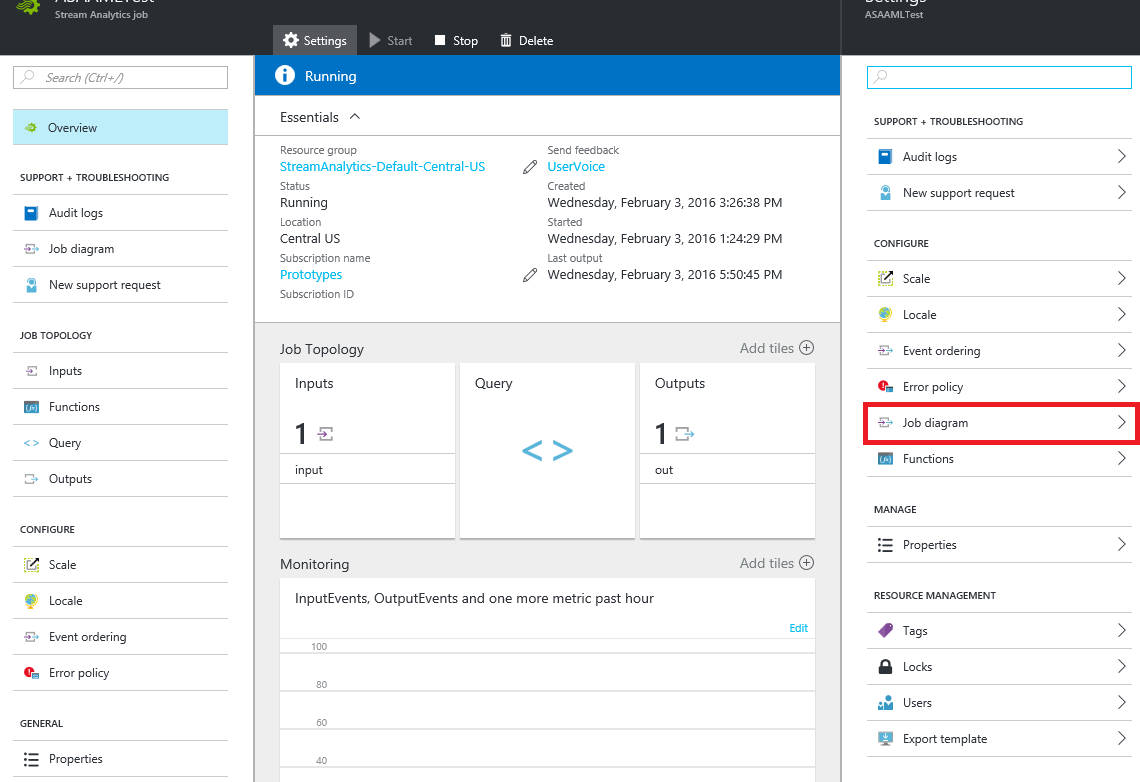 ASAAMLTest
Stream Analytics job
Settings
Start
Stop
Delete
Search (Ctrl+/)
Overview
SUPPORT + TROUBLESHOOTING
Audit logs
Job diagram
New support request
JOB TOPOLOGY
Inputs
Functions
Query
Outputs
CONFIGURE
Scale
Locale
Event ordering
Error policy
GENERAL
Properties
Running
Essentials
Resource group
StreamAnalytics-Default-Central-US
Status
Running
Location
Central US
Subscription name
Prototypes
Subscription ID
Send feedback
UserVoice
Created
Wednesday, February 3, 2016 3:26:38 PM
Started
Wednesday, February 3, 2016 1:24:29 PM
Last output
Wednesday, February 3, 2016 5:50:45 PM
Job Topology
Add tiles
Inputs
1
input
Query
< >
Outputs
1
out
Monitoring
Add tiles
InputEvents, OutputEvents and one more metric past hour
Edit
100
80
60
40
Settings
ASAAMLTest
SUPPORT + TROUBLESHOOTING
Audit logs
New support request
CONFIGURE
Scale
Locale
Event ordering
Error policy
Job diagram
Functions
MANAGE
Properties
RESOURCE MANAGEMENT
Tags
Locks
Users
Export template